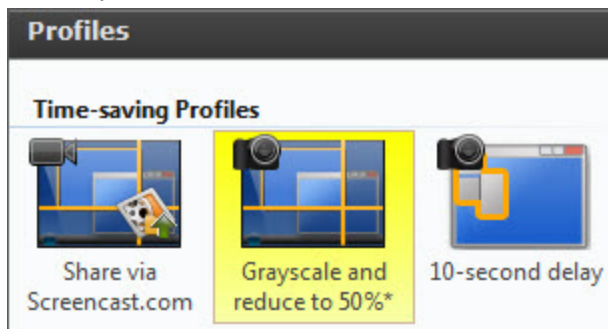 Profiles
Time-saving Profiles
Share via
Screencast.com
Grayscale and
reduce to 50%*
10-second delay